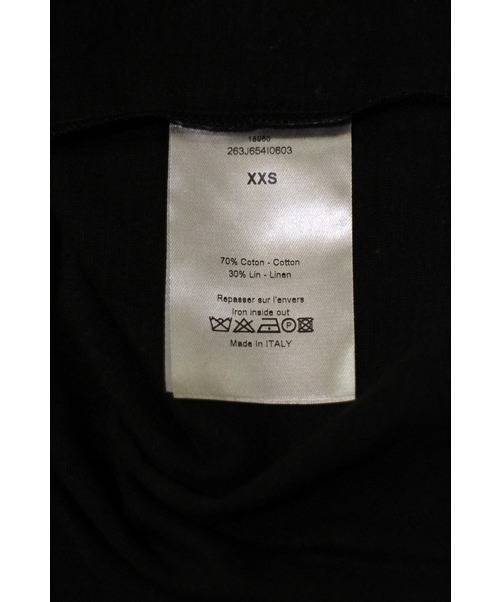 263J654I0603
XXS
70% Coton - Cotton
30% Lin - Linen
Repasser sur l'envers
Iron inside out
Made in ITALY